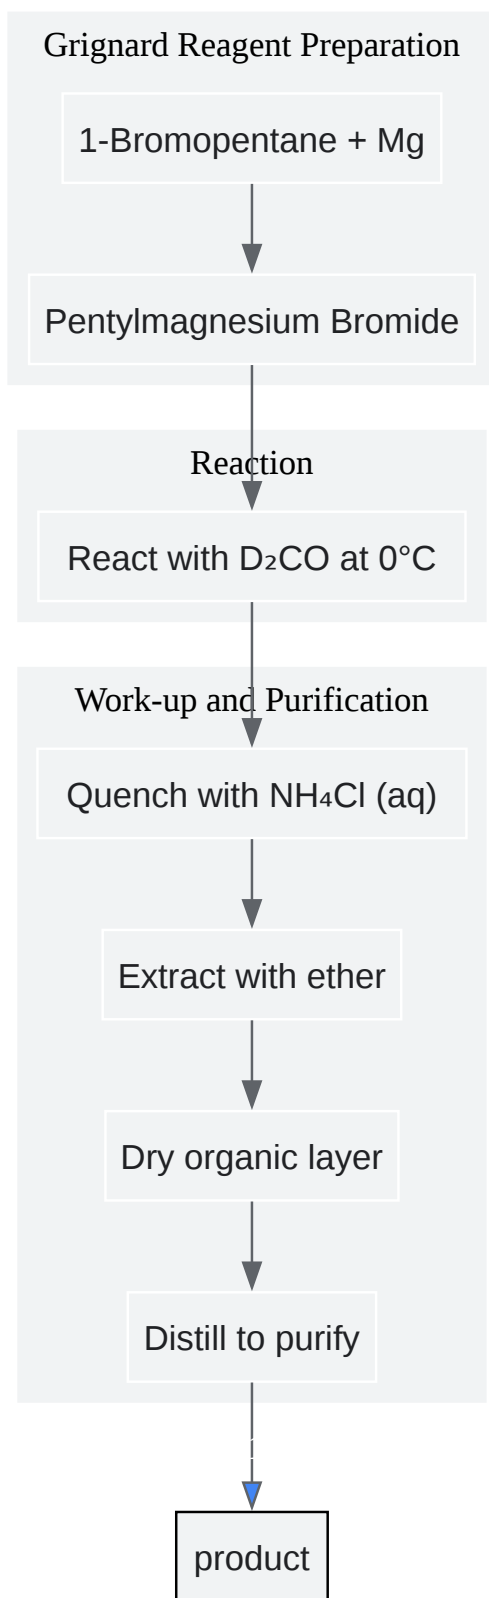 Grignard Reagent Preparation
1-Bromopentane + Mg
Pentylmagnesium Bromide
Reaction
React with D₂CO at 0°C
Work-up and Purification
Quench with NH₄Cl (aq)
Extract with ether
Dry organic layer
Distill to purify
product